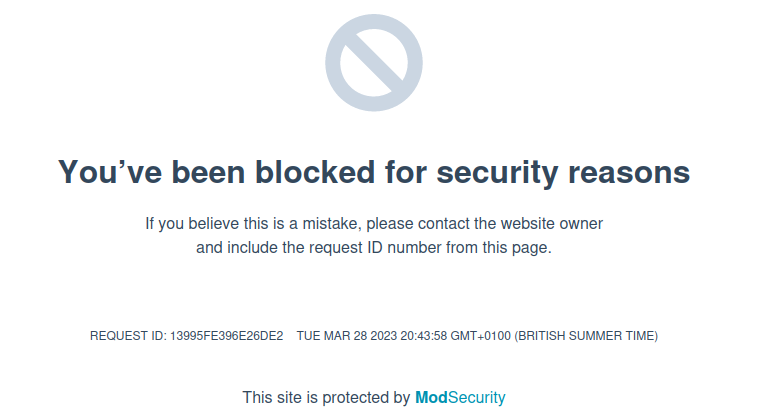 You’ve been blocked for security reasons
If you believe this is a mistake, please contact the website owner
and include the request ID number from this page.
REQUEST ID: 13995FE396E26DE2 TUE MAR 28 2023 20:43:58 GMT+0100 (BRITISH SUMMER TIME)
This site is protected by ModSecurity